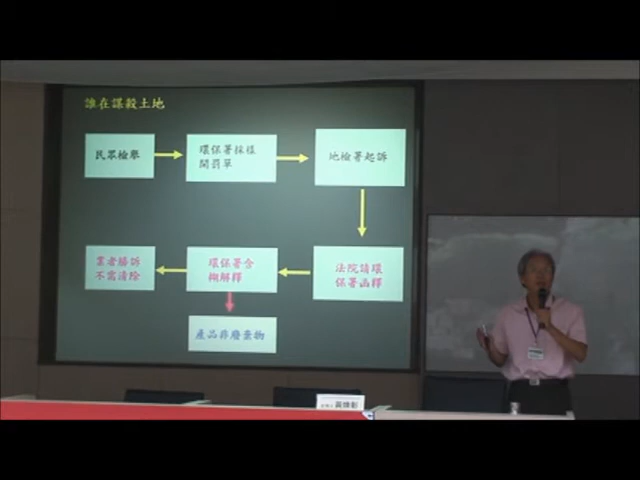 誰在謀殺土地
民眾檢舉
環保署採樣
開罰單
地檢署起訴
業者勝訴
不需清除
環保署含
糊解釋
法院請環
保署函釋
產品非廢棄物